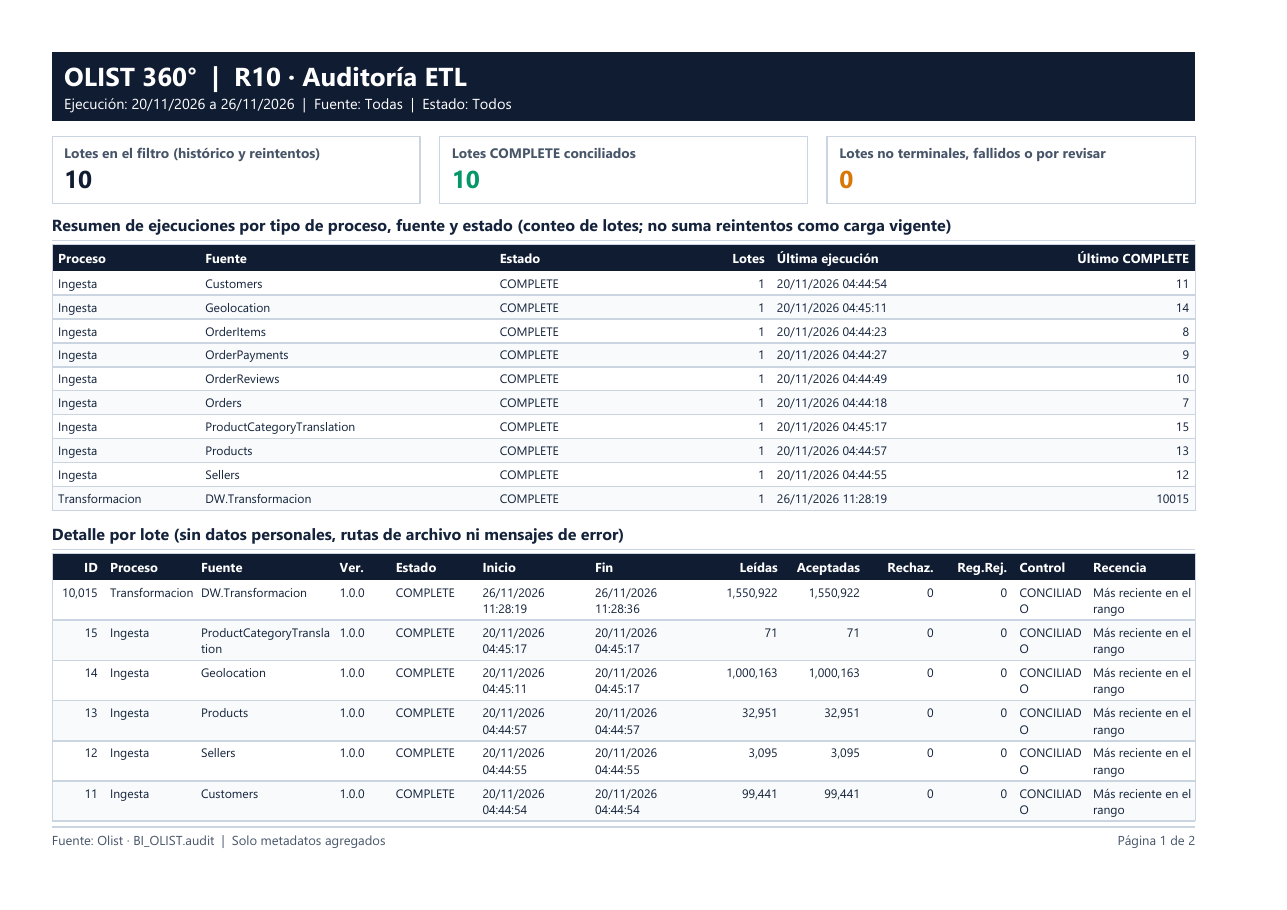 OLIST 360° | R10 · Auditoría ETL
Ejecución: 20/11/2026 a 26/11/2026 | Fuente: Todas | Estado: Todos
Lotes en el filtro (histórico y reintentos) Lotes COMPLETE conciliados Lotes no terminales, fallidos o por revisar
10 10 0
Resumen de ejecuciones por tipo de proceso, fuente y estado (conteo de lotes; no suma reintentos como carga vigente)
Proceso Fuente Estado Lotes Última ejecución Último COMPLETE
Ingesta Customers COMPLETE 1 20/11/2026 04:44:54 11
Ingesta Geolocation COMPLETE 1 20/11/2026 04:45:11 14
Ingesta OrderItems COMPLETE 1 20/11/2026 04:44:23 8
Ingesta OrderPayments COMPLETE 1 20/11/2026 04:44:27 9
Ingesta OrderReviews COMPLETE 1 20/11/2026 04:44:49 10
Ingesta Orders COMPLETE 1 20/11/2026 04:44:18 7
Ingesta ProductCategoryTranslation COMPLETE 1 20/11/2026 04:45:17 15
Ingesta Products COMPLETE 1 20/11/2026 04:44:57 13
Ingesta Sellers COMPLETE 1 20/11/2026 04:44:55 12
Transformacion DW.Transformacion COMPLETE 1 26/11/2026 11:28:19 10015
Detalle por lote (sin datos personales, rutas de archivo ni mensajes de error)
ID Proceso Fuente Ver. Estado Inicio Fin Leídas Aceptadas Rechaz. Reg.Rej. Control Recencia
10,015 Transformacion DW.Transformacion 1.0.0 COMPLETE 26/11/2026 26/11/2026 1,550,922 1,550,922 0 0 CONCILIAD Más reciente en el
11:28:19 11:28:36 O rango
15 Ingesta ProductCategoryTransla 1.0.0 COMPLETE 20/11/2026 20/11/2026 71 71 0 0 CONCILIAD Más reciente en el
tion 04:45:17 04:45:17 O rango
14 Ingesta Geolocation 1.0.0 COMPLETE 20/11/2026 20/11/2026 1,000,163 1,000,163 0 0 CONCILIAD Más reciente en el
04:45:11 04:45:17 O rango
13 Ingesta Products 1.0.0 COMPLETE 20/11/2026 20/11/2026 32,951 32,951 0 0 CONCILIAD Más reciente en el
04:44:57 04:44:57 O rango
12 Ingesta Sellers 1.0.0 COMPLETE 20/11/2026 20/11/2026 3,095 3,095 0 0 CONCILIAD Más reciente en el
04:44:55 04:44:55 O rango
11 Ingesta Customers 1.0.0 COMPLETE 20/11/2026 20/11/2026 99,441 99,441 0 0 CONCILIAD Más reciente en el
04:44:54 04:44:54 O rango
Fuente: Olist · BI_OLIST.audit | Solo metadatos agregados Página 1 de 2